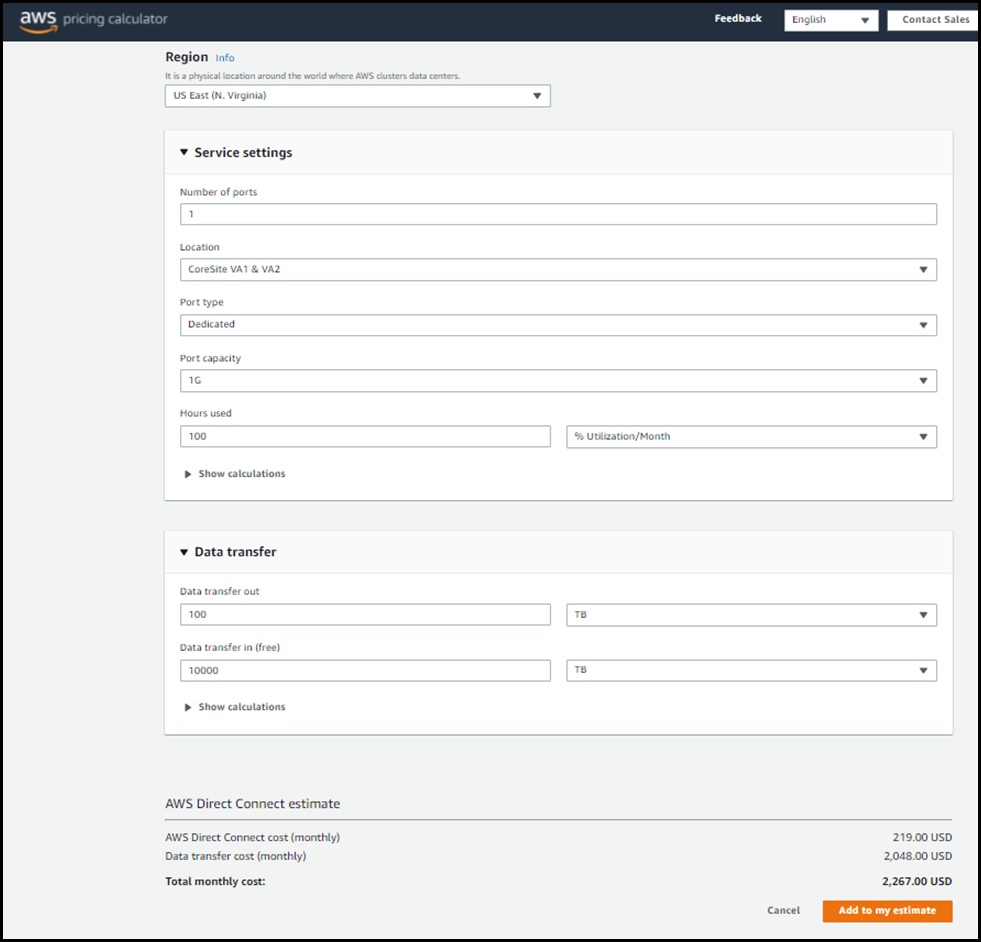 aws pricing calculator
Feedback
English
Contact Sales
Region Info
It is a physical location around the world where AWS clusters data centers.
US East (N. Virginia)
Service settings
Number of ports
1
Location
CoreSite VA1 & VA2
Port type
Dedicated
Port capacity
1G
Hours used
100 % Utilization/Month
Show calculations
Data transfer
Data transfer out
100 TB
Data transfer in (free)
10000 TB
Show calculations
AWS Direct Connect estimate
AWS Direct Connect cost (monthly) 219.00 USD
Data transfer cost (monthly) 2,048.00 USD
Total monthly cost: 2,267.00 USD
Cancel Add to my estimate